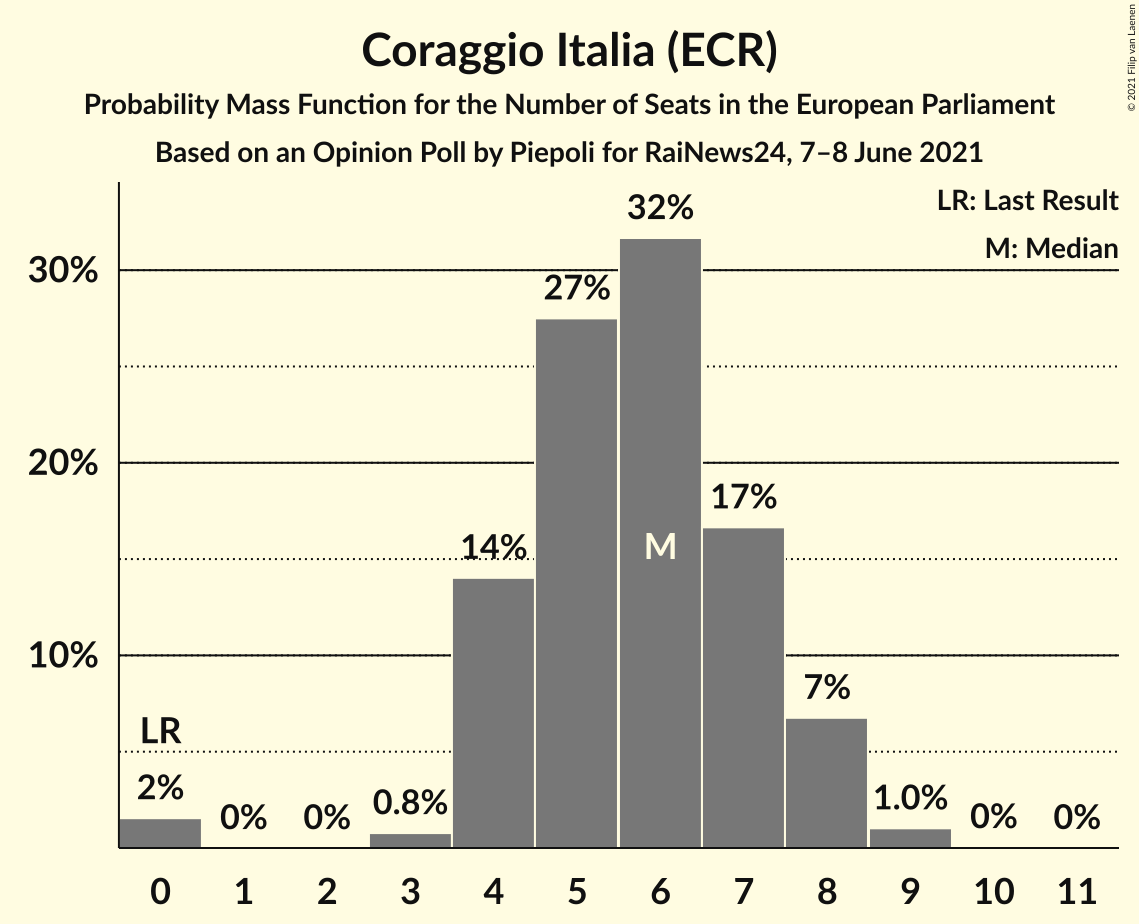 Coraggio Italia (ECR)
Probability Mass Function for the Number of Seats in the European Parliament
Based on an Opinion Poll by Piepoli for RaiNews24, 7–8 June 2021
© 2021 Filip van Laenen
LR: Last Result
M: Median
30%
20%
10%
LR
2%
0%
0%
0.8%
14%
27%
32%
M
17%
7%
1.0%
0%
0%
0 1 2 3 4 5 6 7 8 9 10 11